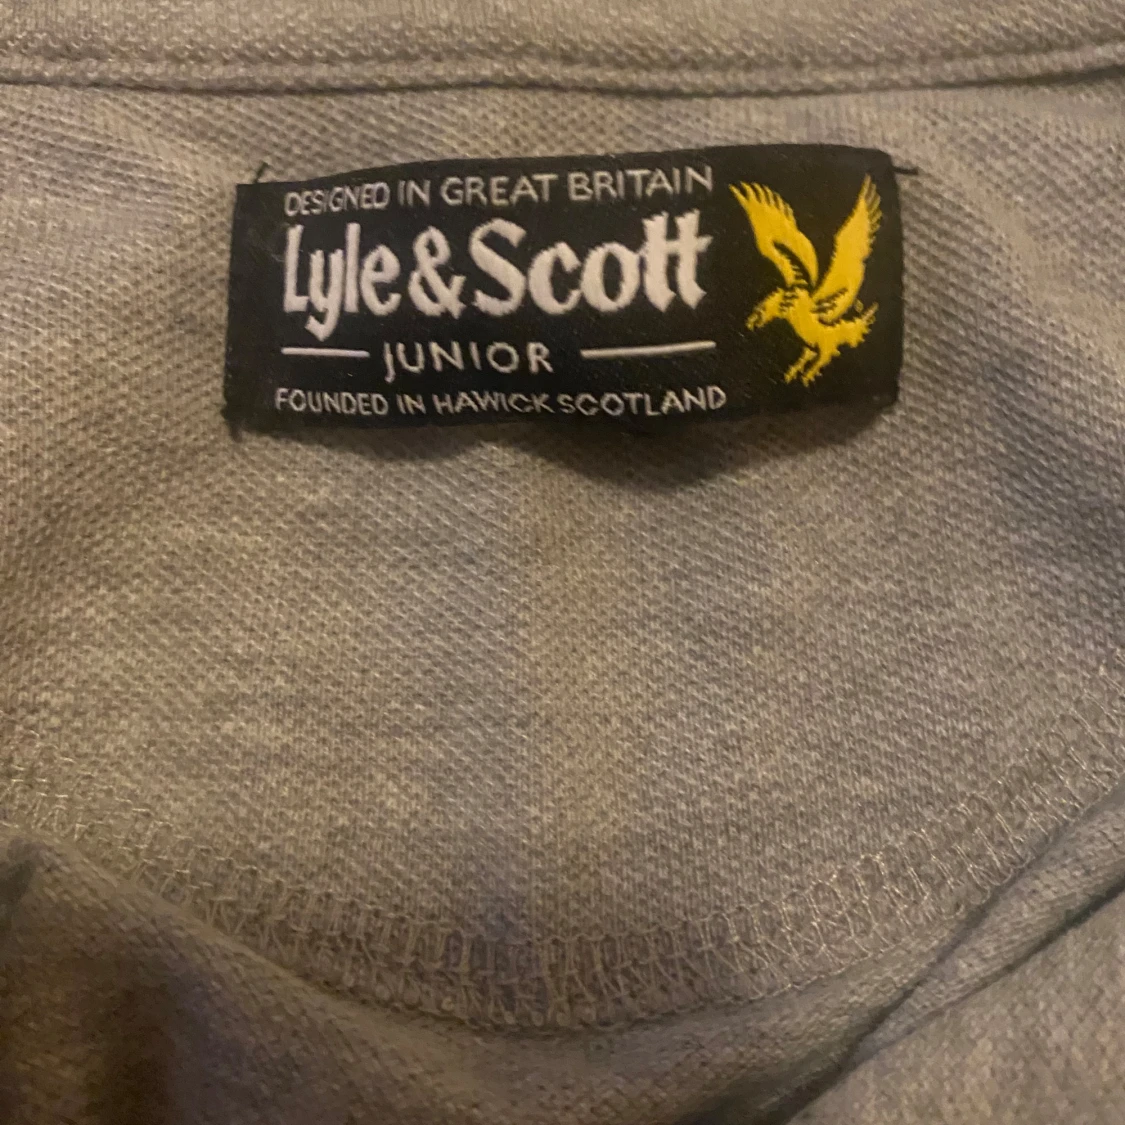 DESIGNED IN GREAT BRITAIN
Lyle&Scott
JUNIOR
FOUNDED IN HAWICK SCOTLAND